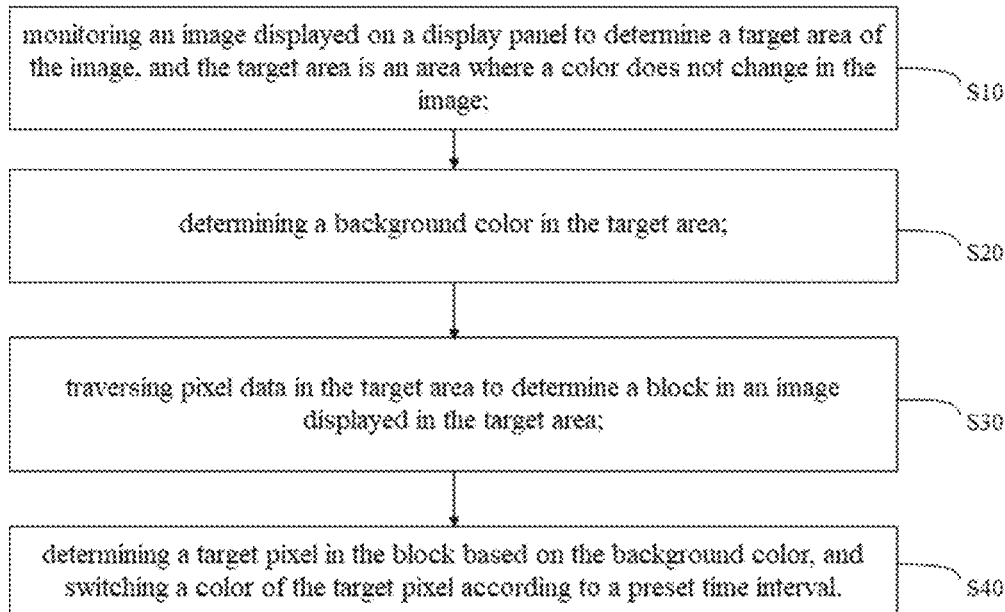 monitoring an image displayed on a display panel to determine a target area of
the image, and the target area is an area where a color does not change in the
image;
S10
determining a background color in the target area;
S20
traversing pixel data in the target area to determine a block in an image
displayed in the target area;
S30
determining a target pixel in the block based on the background color, and
switching a color of the target pixel according to a preset time interval.
S40